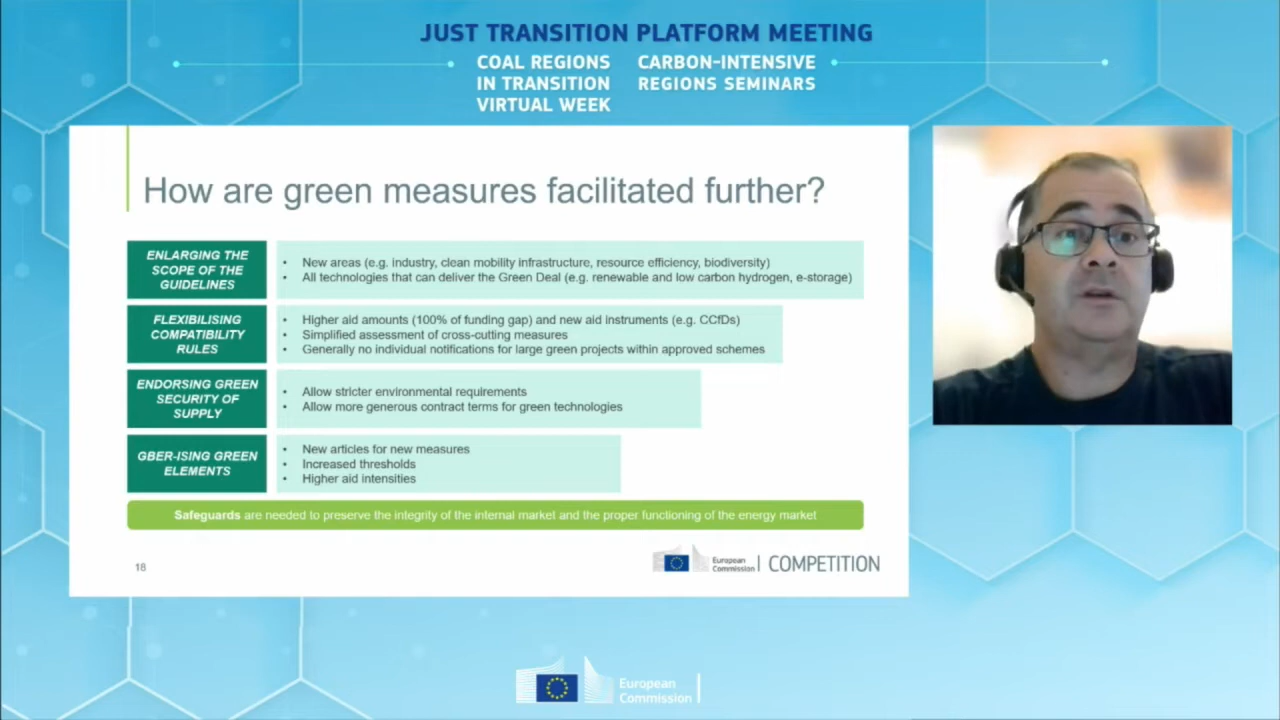 JUST TRANSITION PLATFORM MEETING
COAL REGIONS
IN TRANSITION
VIRTUAL WEEK
CARBON-INTENSIVE
REGIONS SEMINARS
How are green measures facilitated further?
ENLARGING THE
SCOPE OF THE
GUIDELINES
• New areas (e.g. industry, clean mobility infrastructure, resource efficiency, biodiversity)
• All technologies that can deliver the Green Deal (e.g. renewable and low carbon hydrogen, e-storage)
FLEXIBILISING
COMPATIBILITY
RULES
• Higher aid amounts (100% of funding gap) and new aid instruments (e.g. CCfDs)
• Simplified assessment of cross-cutting measures
• Generally no individual notifications for large green projects within approved schemes
ENDORSING GREEN
SECURITY OF
SUPPLY
• Allow stricter environmental requirements
• Allow more generous contract terms for green technologies
GBER-ISING GREEN
ELEMENTS
• New articles for new measures
• Increased thresholds
• Higher aid intensities
Safeguards are needed to preserve the integrity of the internal market and the proper functioning of the energy market
18
European
Commission
COMPETITION
European
Commission